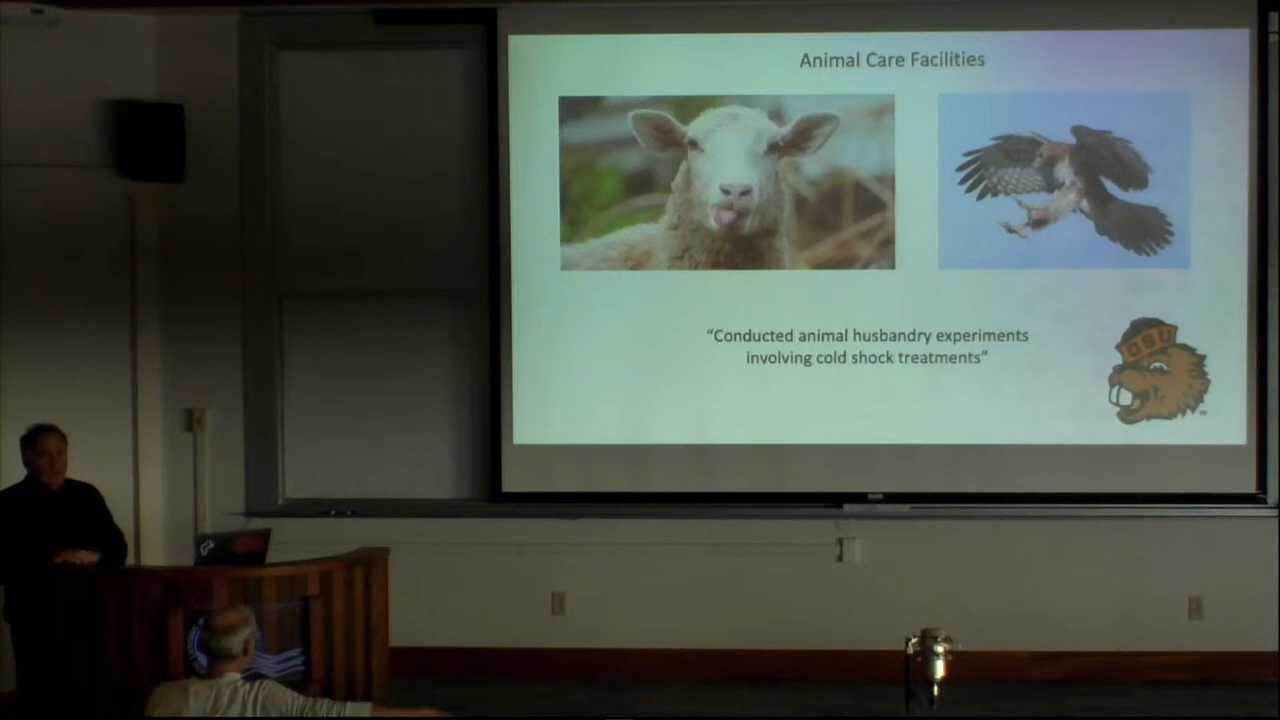 Animal Care Facilities
“Conducted animal husbandry experiments
involving cold shock treatments”
OSU